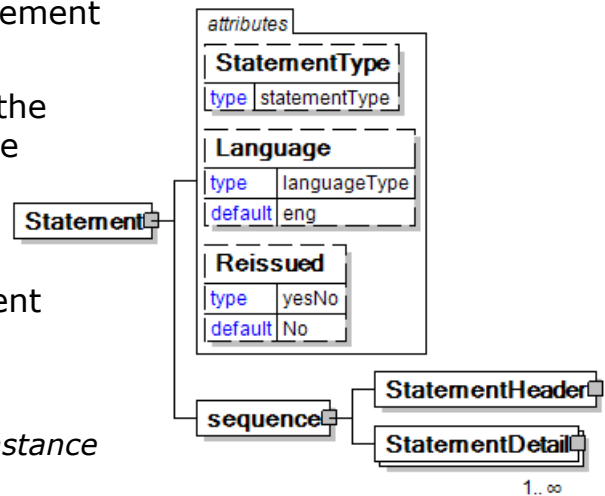 ement
the
e
ent
nstance
attributes
StatementType
type statementType
Language
type languageType
default eng
Reissued
type yesNo
default No
Statement
sequence
StatementHeader
StatementDetail
1.. ∞